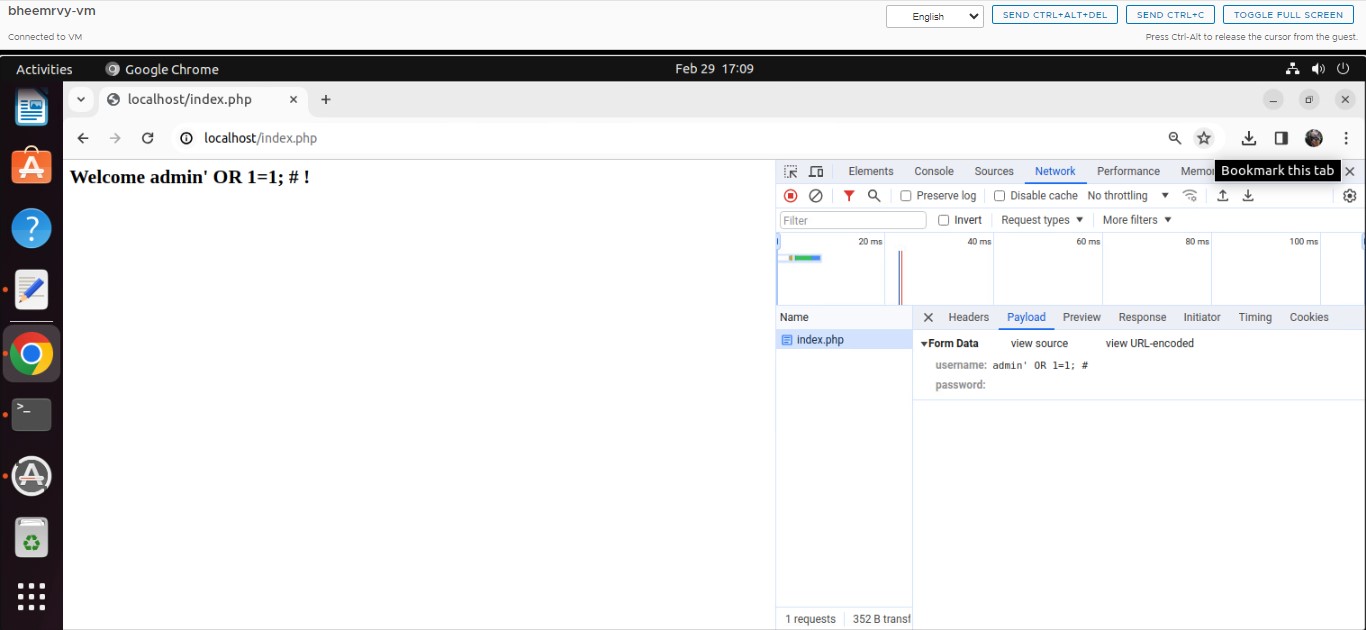 bheemrvy-vm
English
SEND CTRL+ALT+DEL
SEND CTRL+C
TOGGLE FULL SCREEN
Connected to VM
Press Ctrl-Alt to release the cursor from the guest.
Activities
Google Chrome
Feb 29 17:09
localhost/index.php
localhost/index.php
Bookmark this tab
Welcome admin' OR 1=1; # !
Elements
Console
Sources
Network
Performance
Memo
Preserve log
Disable cache
No throttling
Filter
Invert
Request types
More filters
20 ms
40 ms
60 ms
80 ms
100 ms
Name
Headers
Payload
Preview
Response
Initiator
Timing
Cookies
index.php
Form Data
view source
view URL-encoded
username: admin' OR 1=1; #
password:
1 requests
352 B transf